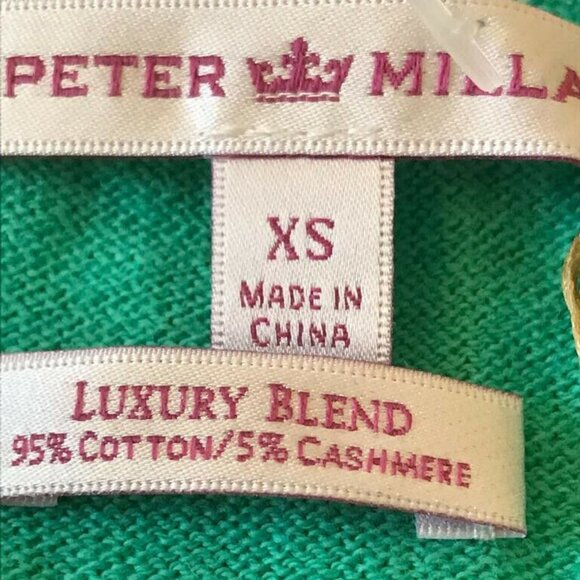 PETER MILLA
XS
MADE IN
CHINA
LUXURY BLEND
95% COTTON/5% CASHMERE